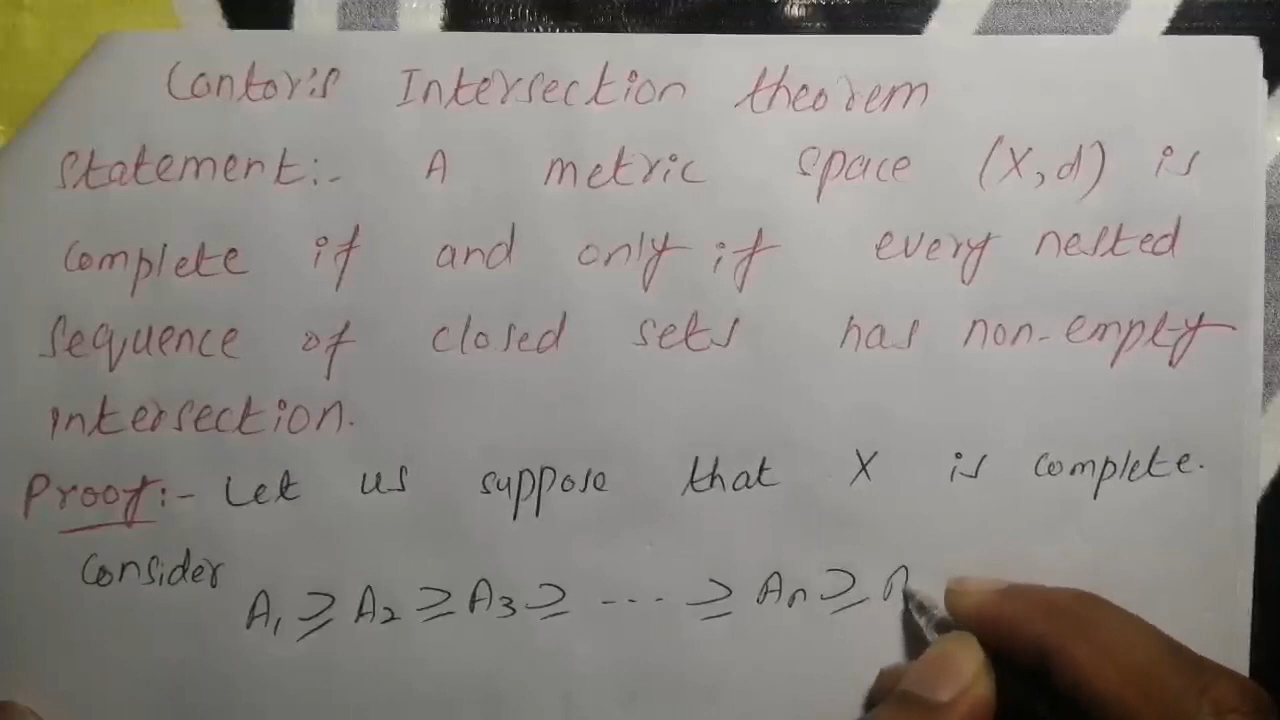 Cantor's Intersection theorem
Statement:- A metric space (X,d) is
complete if and only if every nested
sequence of closed sets has non-empty
intersection.
Proof:- Let us suppose that X is complete.
Consider
A₁ ⊇ A₂ ⊇ A₃ ⊇ --- ⊇ Aₙ ⊇